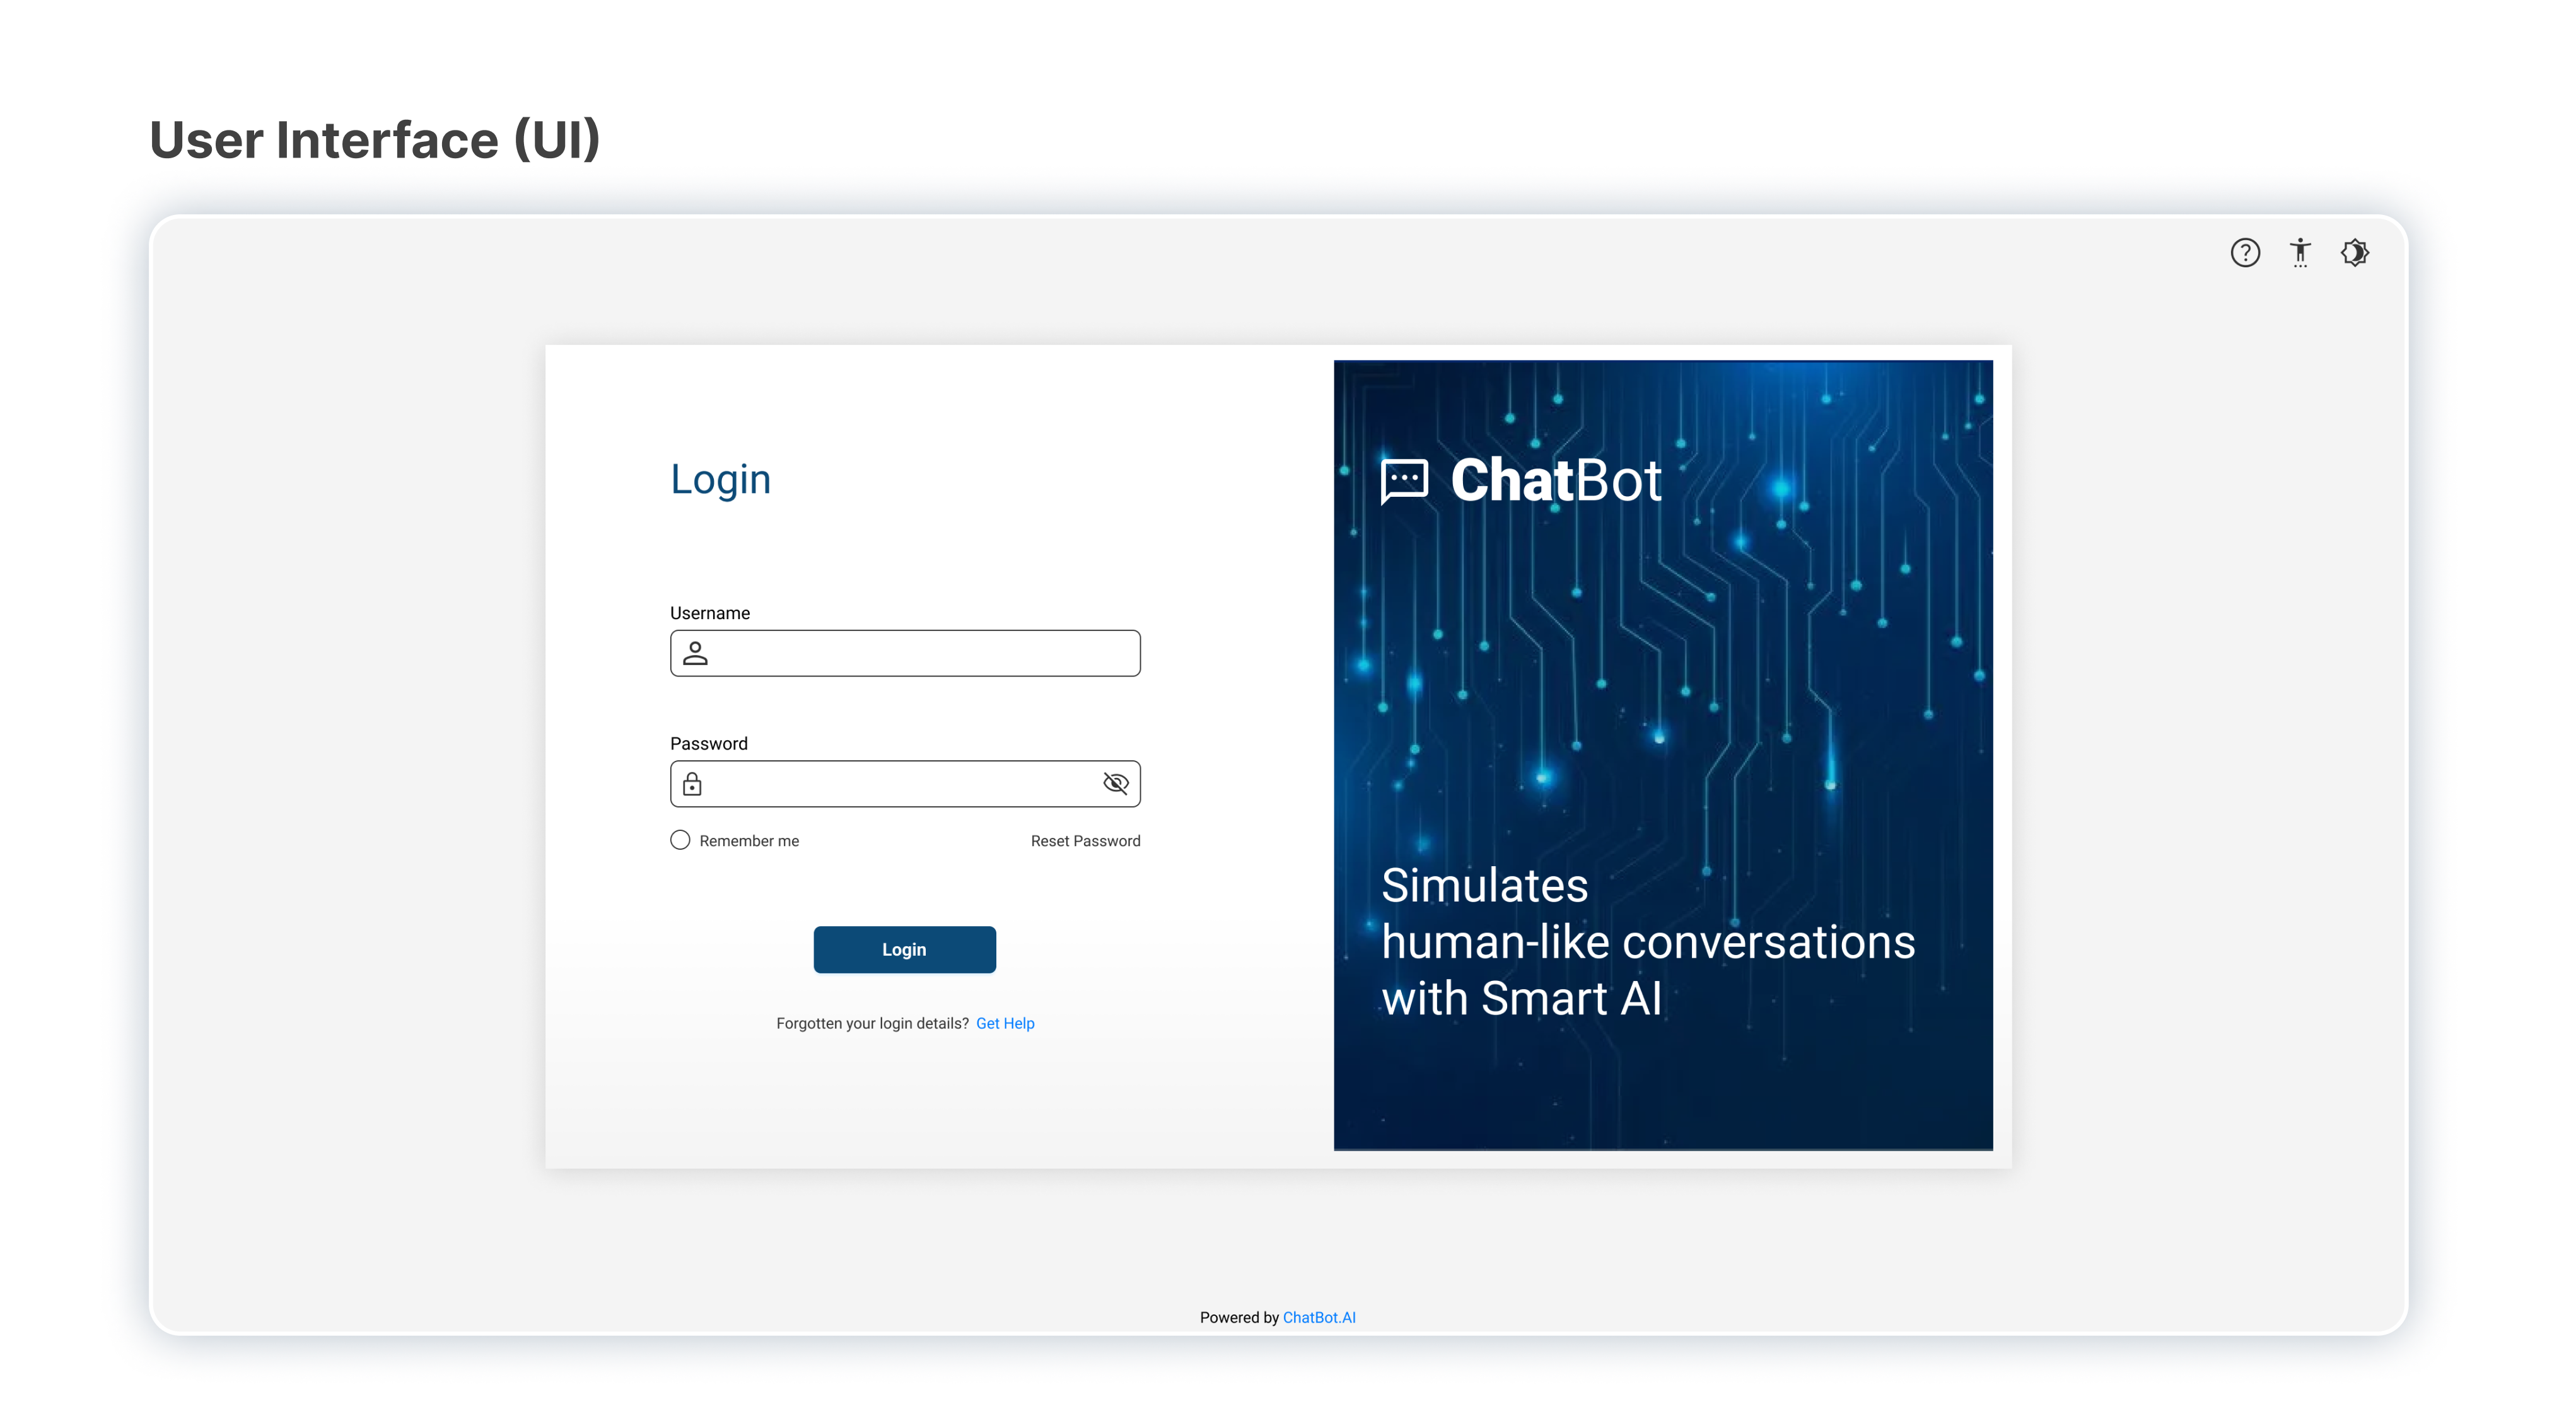 User Interface (UI)
Login
Username
Password
Remember me
Reset Password
Login
Forgotten your login details? Get Help
ChatBot
Simulates
human-like conversations
with Smart AI
Powered by ChatBot.AI